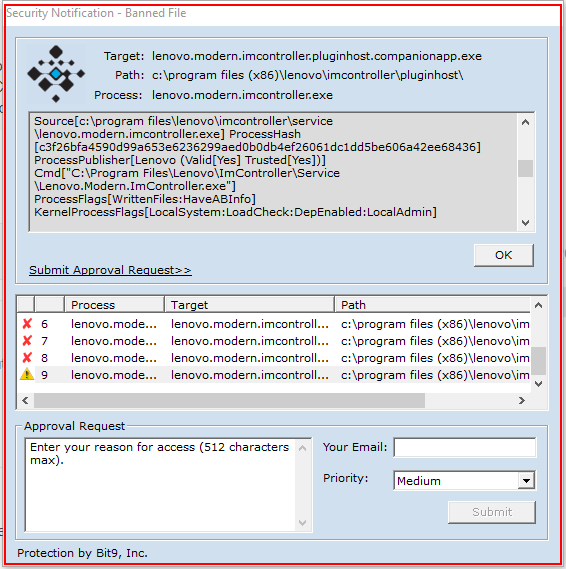 Security Notification - Banned File
Target: lenovo.modern.imcontroller.pluginhost.companionapp.exe
Path: c:\program files (x86)\lenovo\imcontroller\pluginhost\
Process: lenovo.modern.imcontroller.exe
Source[c:\program files\lenovo\imcontroller\service
\lenovo.modern.imcontroller.exe] ProcessHash
[c3f26bfa4590d99a653e6236299aed0b0db4ef26061dc1dd5be606a42ee68436]
ProcessPublisher[Lenovo (Valid[Yes] Trusted[Yes])]
Cmd["C:\Program Files\Lenovo\ImController\Service
\Lenovo.Modern.ImController.exe"]
ProcessFlags[WrittenFiles:HaveABInfo]
KernelProcessFlags[LocalSystem:LoadCheck:DepEnabled:LocalAdmin]
OK
Submit Approval Request>>
Process Target Path
6 lenovo.mode... lenovo.modern.imcontroll... c:\program files (x86)\lenovo\im
7 lenovo.mode... lenovo.modern.imcontroll... c:\program files (x86)\lenovo\im
8 lenovo.mode... lenovo.modern.imcontroll... c:\program files (x86)\lenovo\im
9 lenovo.mode... lenovo.modern.imcontroll... c:\program files (x86)\lenovo\im
Approval Request
Enter your reason for access (512 characters
max).
Your Email:
Priority: Medium
Submit
Protection by Bit9, Inc.